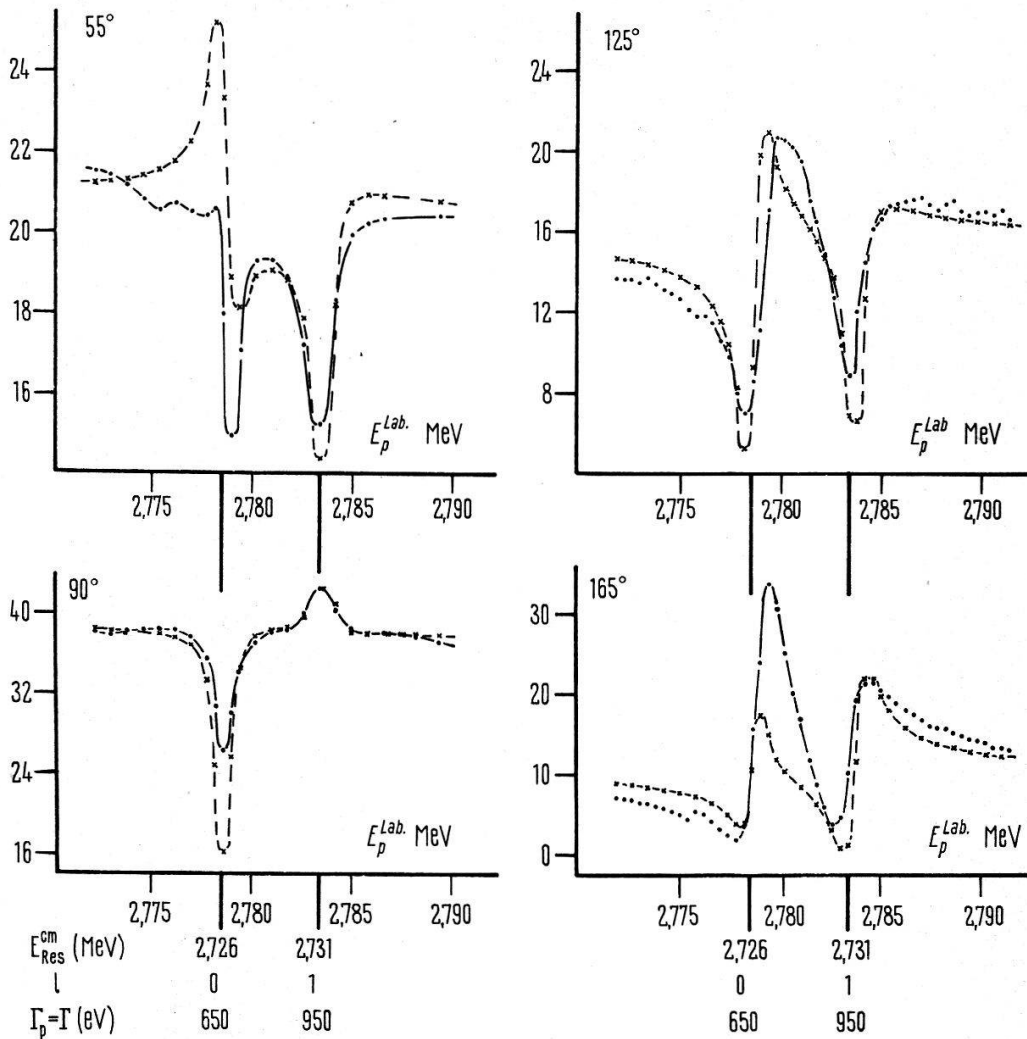 55°
24
22
20
18
16
E_p^Lab. MeV
2,775 2,780 2,785 2,790
125°
24
20
16
12
8
E_p^Lab MeV
2,775 2,780 2,785 2,790
90°
40
32
24
16
E_p^Lab. MeV
2,775 2,780 2,785 2,790
165°
30
20
10
0
E_p^Lab. MeV
2,775 2,780 2,785 2,790
E_Res^cm (MeV) 2,726 2,731 2,726 2,731
l 0 1 0 1
Γ_p=Γ (eV) 650 950 650 950